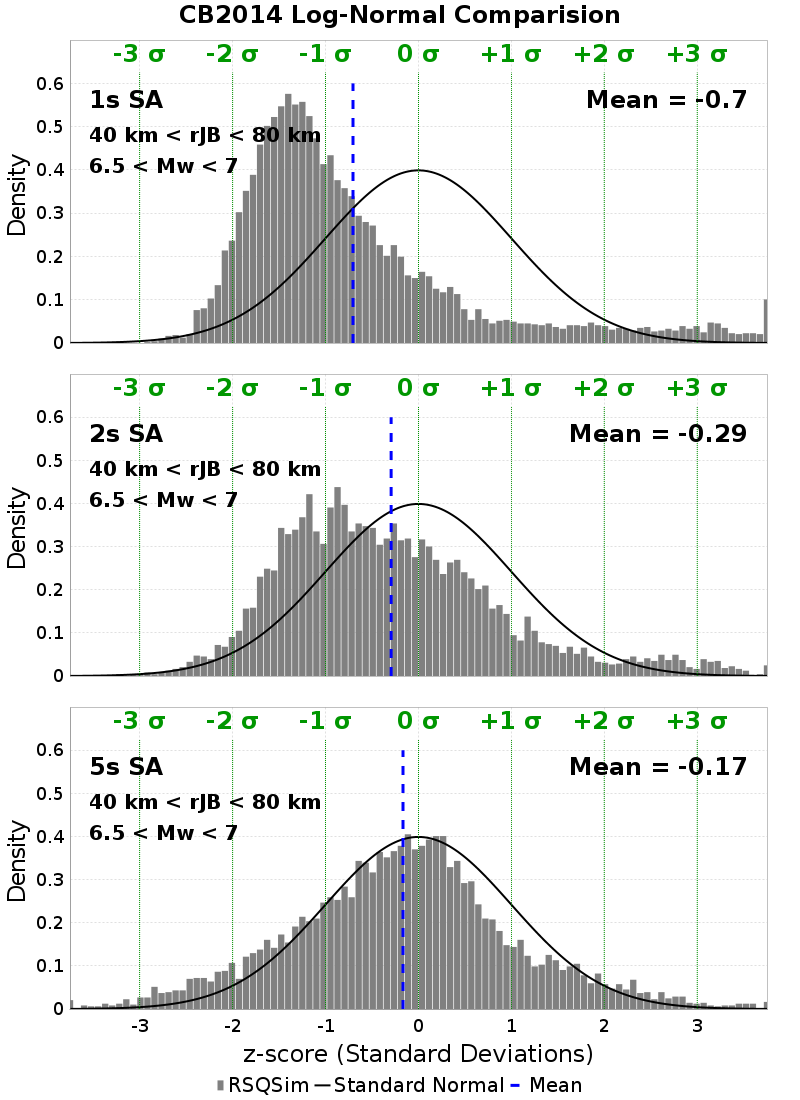 CB2014 Log-Normal Comparision
-3 σ -2 σ -1 σ 0 σ +1 σ +2 σ +3 σ
1s SA
Mean = -0.7
40 km < rJB < 80 km
6.5 < Mw < 7
0.6
0.5
0.4
0.3
0.2
0.1
0
Density
-3 σ -2 σ -1 σ 0 σ +1 σ +2 σ +3 σ
2s SA
Mean = -0.29
40 km < rJB < 80 km
6.5 < Mw < 7
0.6
0.5
0.4
0.3
0.2
0.1
0
Density
-3 σ -2 σ -1 σ 0 σ +1 σ +2 σ +3 σ
5s SA
Mean = -0.17
40 km < rJB < 80 km
6.5 < Mw < 7
0.6
0.5
0.4
0.3
0.2
0.1
0
Density
-3 -2 -1 0 1 2 3
z-score (Standard Deviations)
RSQSim Standard Normal Mean